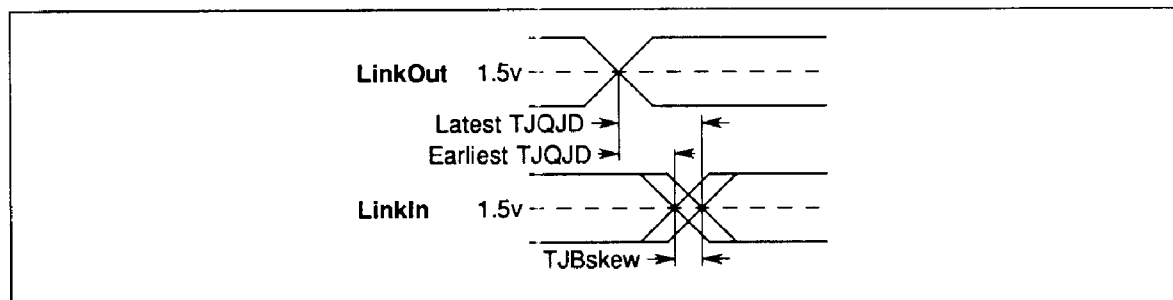 LinkOut 1.5v
Latest TJQJD
Earliest TJQJD
LinkIn 1.5v
TJBskew